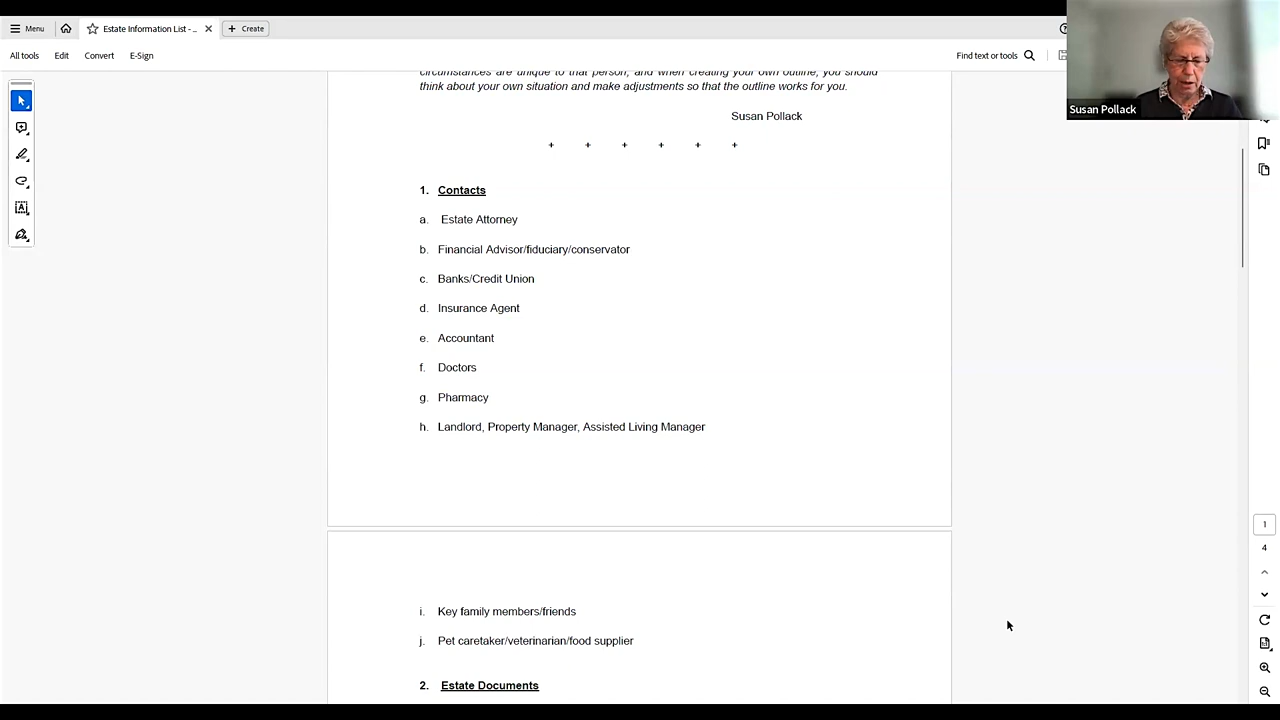 Menu
Estate Information List - ...
Create
All tools
Edit
Convert
E-Sign
Find text or tools
Susan Pollack
circumstances are unique to that person, and when creating your own outline, you should
think about your own situation and make adjustments so that the outline works for you.
Susan Pollack
+ + + + + +
1. Contacts
a. Estate Attorney
b. Financial Advisor/fiduciary/conservator
c. Banks/Credit Union
d. Insurance Agent
e. Accountant
f. Doctors
g. Pharmacy
h. Landlord, Property Manager, Assisted Living Manager
i. Key family members/friends
j. Pet caretaker/veterinarian/food supplier
2. Estate Documents
1
4